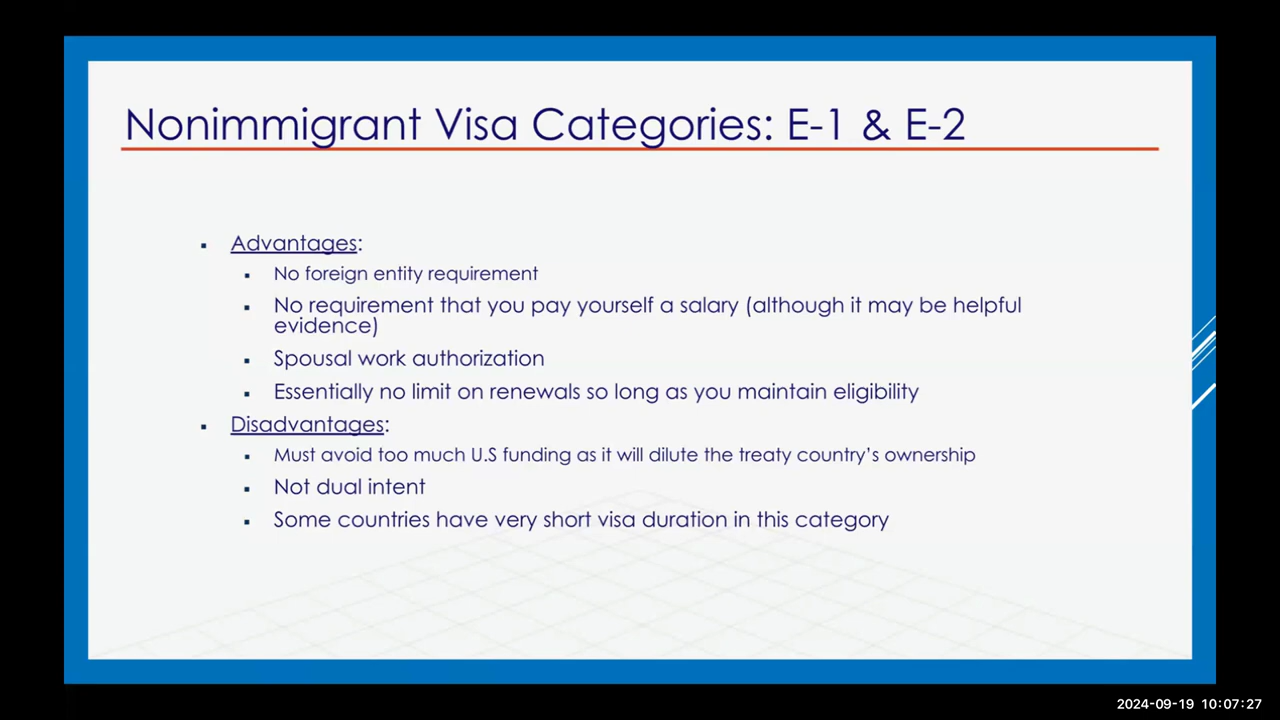 Nonimmigrant Visa Categories: E-1 & E-2
▪ Advantages:
▪ No foreign entity requirement
▪ No requirement that you pay yourself a salary (although it may be helpful
evidence)
▪ Spousal work authorization
▪ Essentially no limit on renewals so long as you maintain eligibility
▪ Disadvantages:
▪ Must avoid too much U.S funding as it will dilute the treaty country’s ownership
▪ Not dual intent
▪ Some countries have very short visa duration in this category
2024-09-19 10:07:27